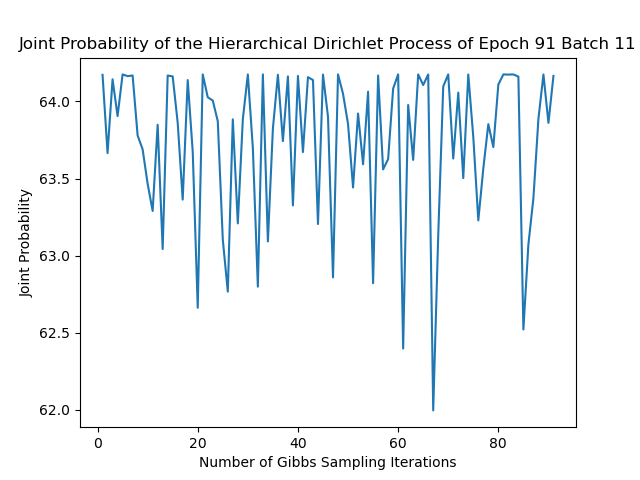 Joint Probability of the Hierarchical Dirichlet Process of Epoch 91 Batch 11
64.0
63.5
63.0
62.5
62.0
Joint Probability
0 20 40 60 80
Number of Gibbs Sampling Iterations